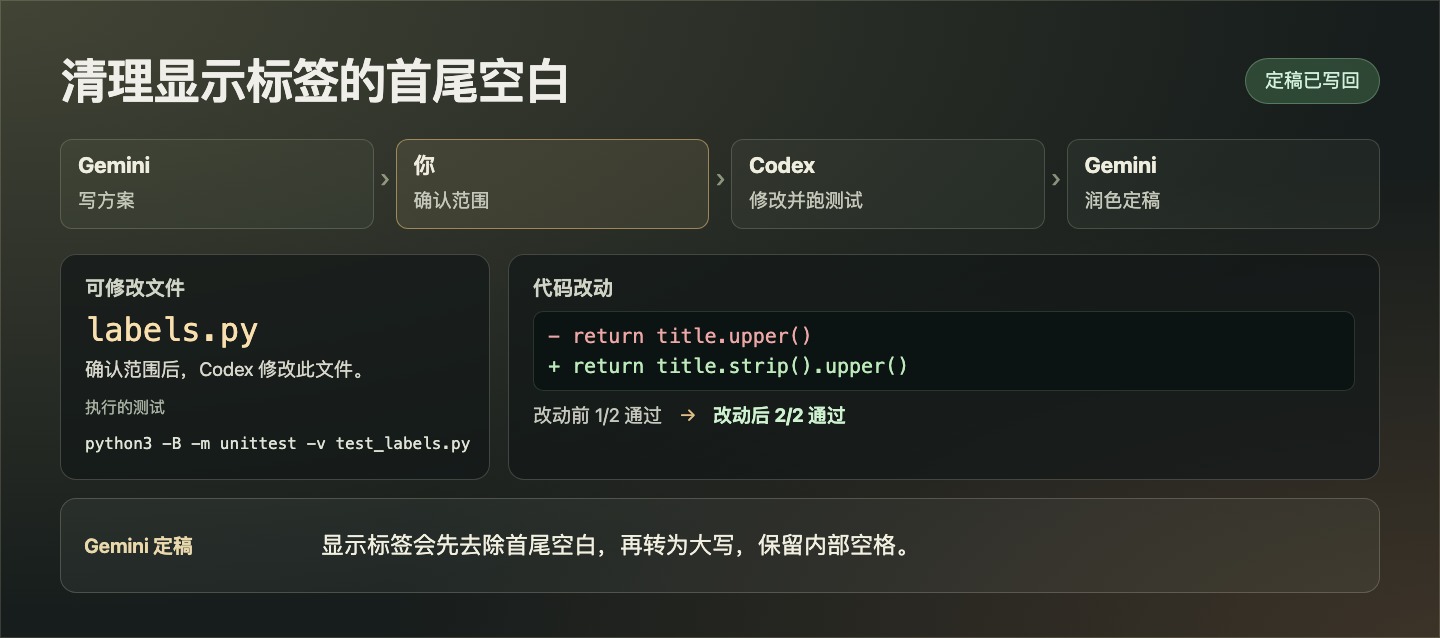 清理显示标签的首尾空白
定稿已写回
Gemini
写方案
›
你
确认范围
›
Codex
修改并跑测试
›
Gemini
润色定稿
可修改文件
labels.py
确认范围后，Codex 修改此文件。
执行的测试
python3 -B -m unittest -v test_labels.py
代码改动
- return title.upper()
+ return title.strip().upper()
改动前 1/2 通过 → 改动后 2/2 通过
Gemini 定稿
显示标签会先去除首尾空白，再转为大写，保留内部空格。